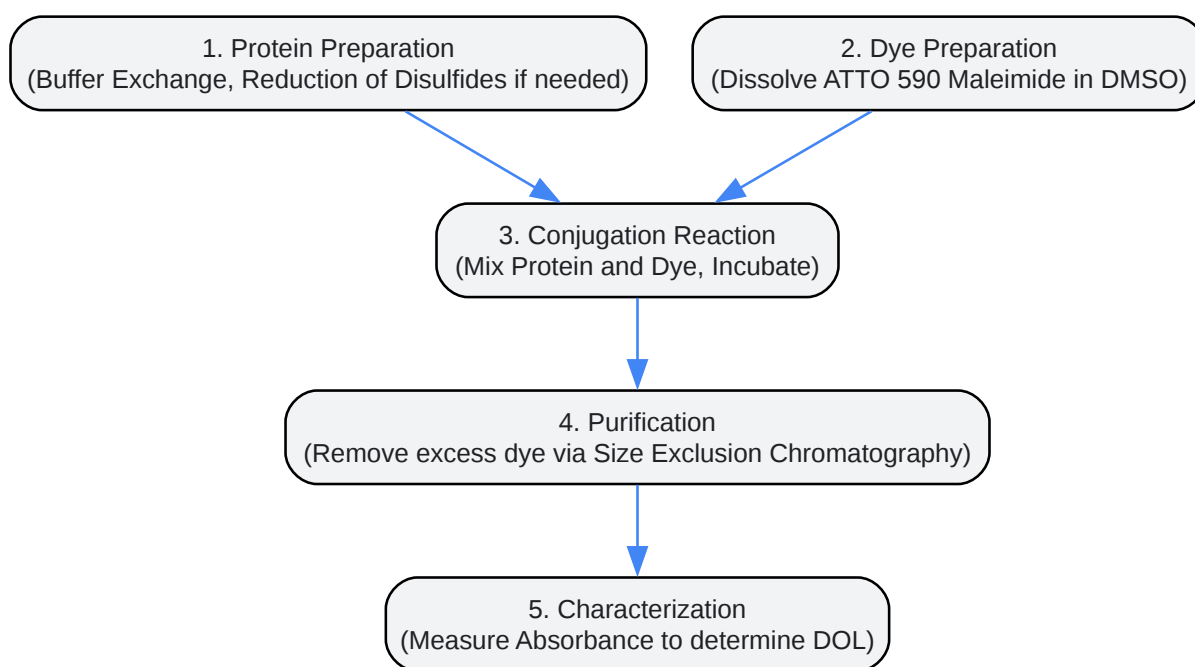 1. Protein Preparation
(Buffer Exchange, Reduction of Disulfides if needed)
2. Dye Preparation
(Dissolve ATTO 590 Maleimide in DMSO)
3. Conjugation Reaction
(Mix Protein and Dye, Incubate)
4. Purification
(Remove excess dye via Size Exclusion Chromatography)
5. Characterization
(Measure Absorbance to determine DOL)